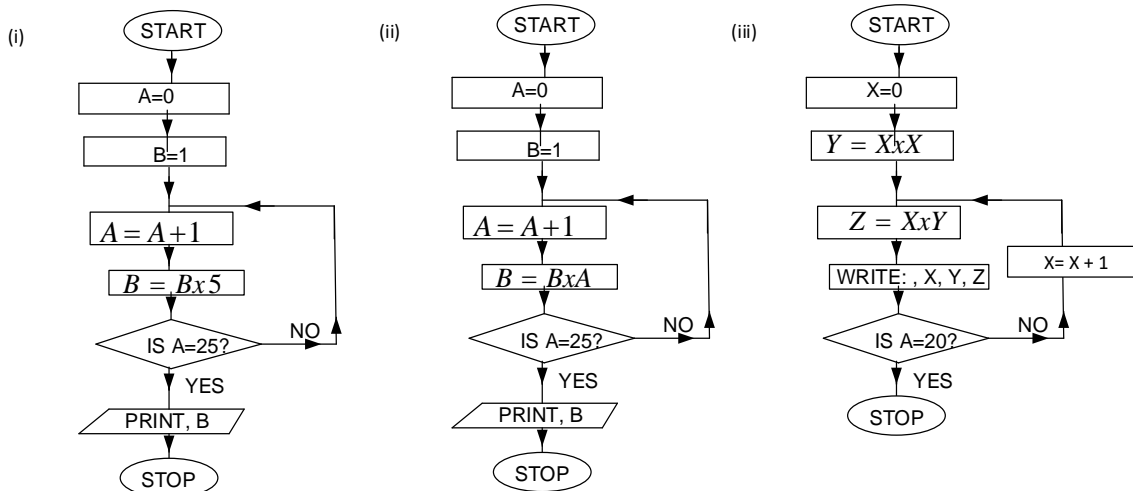 (i)
START
A=0
B=1
A = A+1
B = Bx5
IS A=25?
NO
YES
PRINT, B
STOP
(ii)
START
A=0
B=1
A = A+1
B = BxA
IS A=25?
NO
YES
PRINT, B
STOP
(iii)
START
X=0
Y = XxX
Z = XxY
X= X + 1
WRITE: , X, Y, Z
IS A=20?
NO
YES
STOP